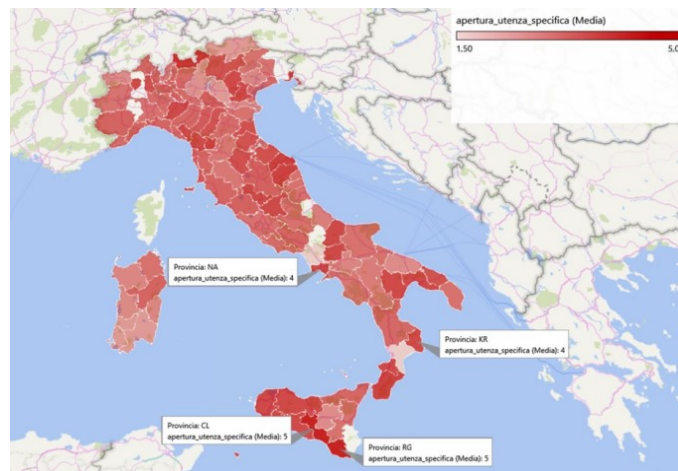 apertura_utenza_specifica (Media)
1.50 5.0
Provincia: NA
apertura_utenza_specifica (Media): 4
Provincia: KR
apertura_utenza_specifica (Media): 4
Provincia: CL
apertura_utenza_specifica (Media): 5
Provincia: RG
apertura_utenza_specifica (Media): 5